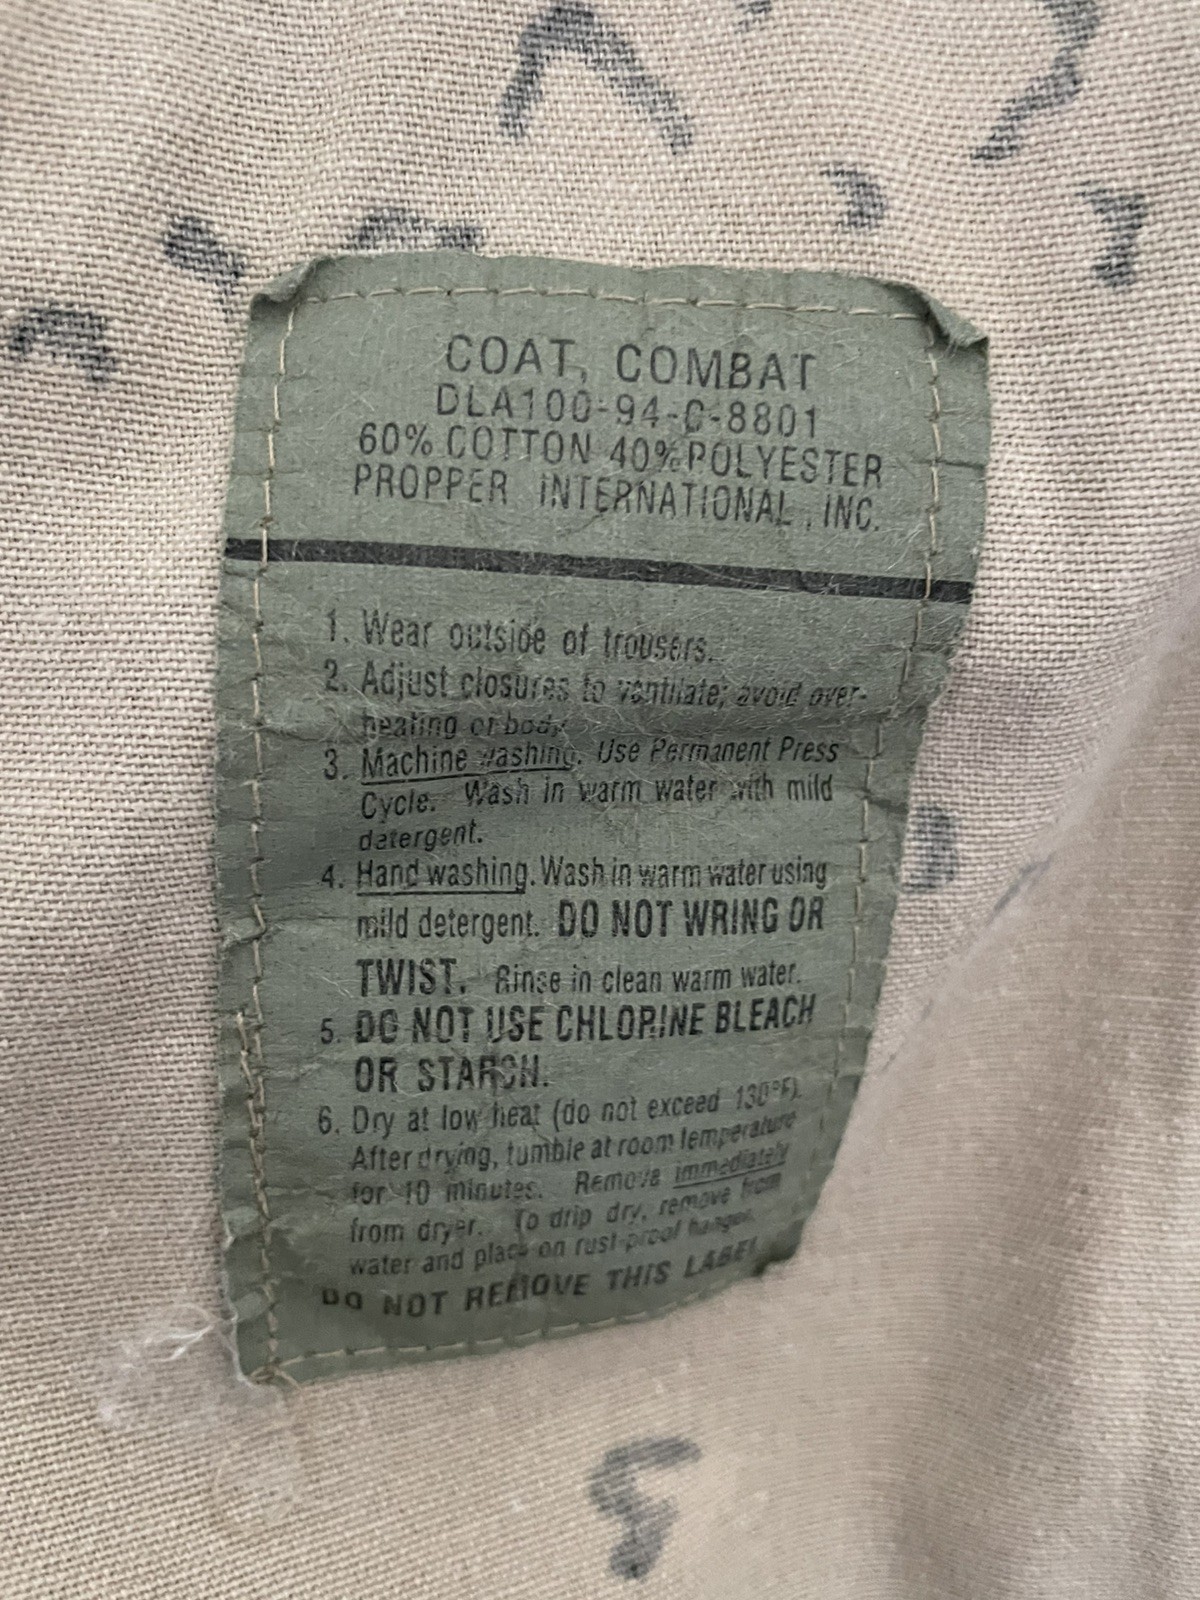 COAT, COMBAT
DLA100-94-C-8801
60% COTTON 40% POLYESTER
PROPPER INTERNATIONAL, INC.
1. Wear outside of trousers.
2. Adjust closures to ventilate; avoid over-
heating of body
3. Machine washing. Use Permanent Press
Cycle. Wash in warm water with mild
detergent.
4. Hand washing. Wash in warm water using
mild detergent. DO NOT WRING OR
TWIST. Rinse in clean warm water.
5. DO NOT USE CHLORINE BLEACH
OR STARCH.
6. Dry at low heat (do not exceed 130°F).
After drying, tumble at room temperature
for 10 minutes. Remove immediately
from dryer. To drip dry, remove from
water and place on rust-proof hanger.
DO NOT REMOVE THIS LABEL